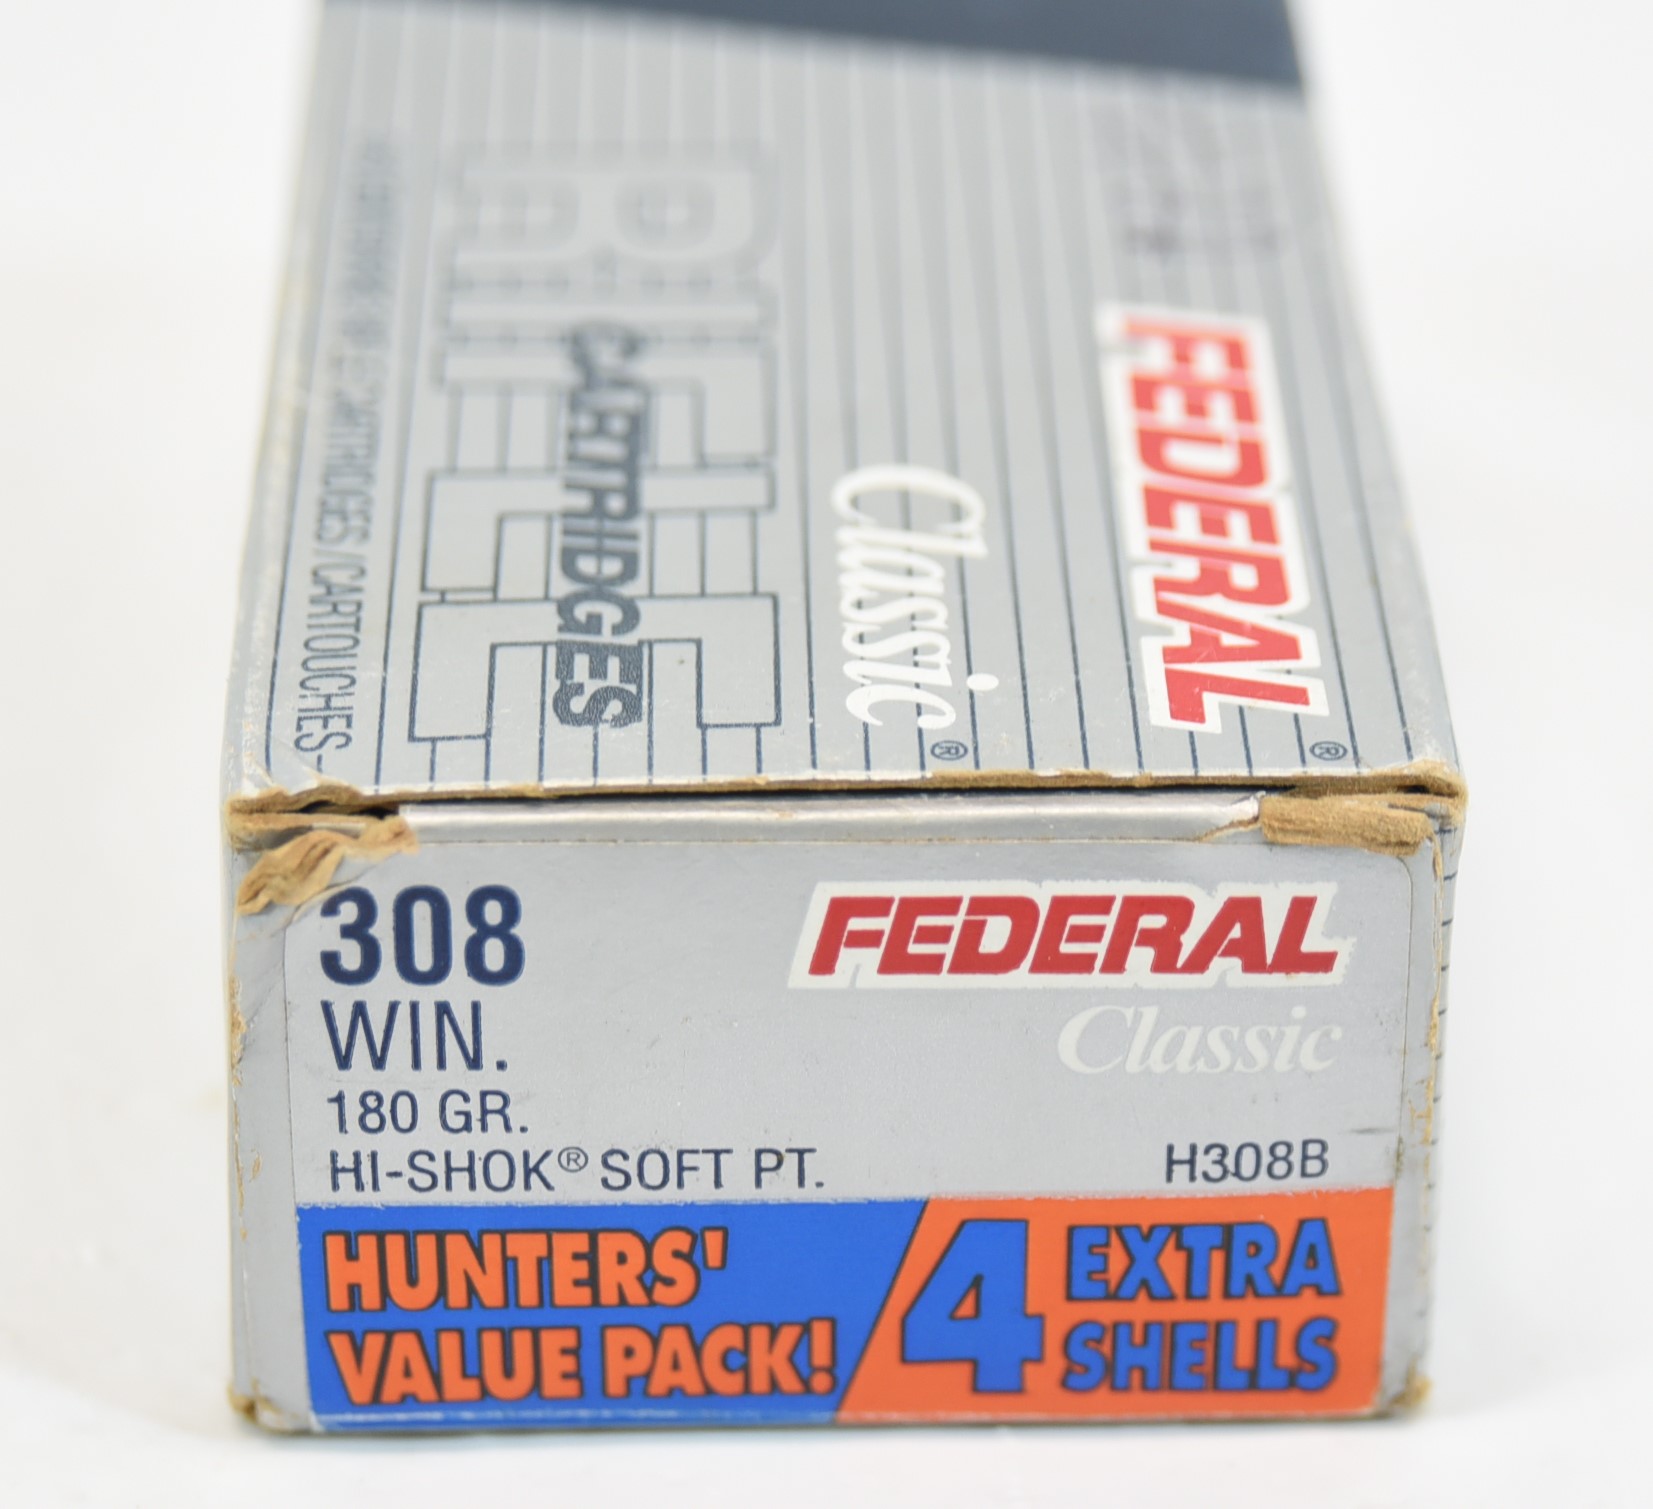 FEDERAL®
Classic®
CARTRIDGES
CARTRIDGES/CARTOUCHES
308
WIN.
180 GR.
HI-SHOK® SOFT PT.
FEDERAL
Classic
H308B
HUNTERS'
VALUE PACK!
4 EXTRA
SHELLS